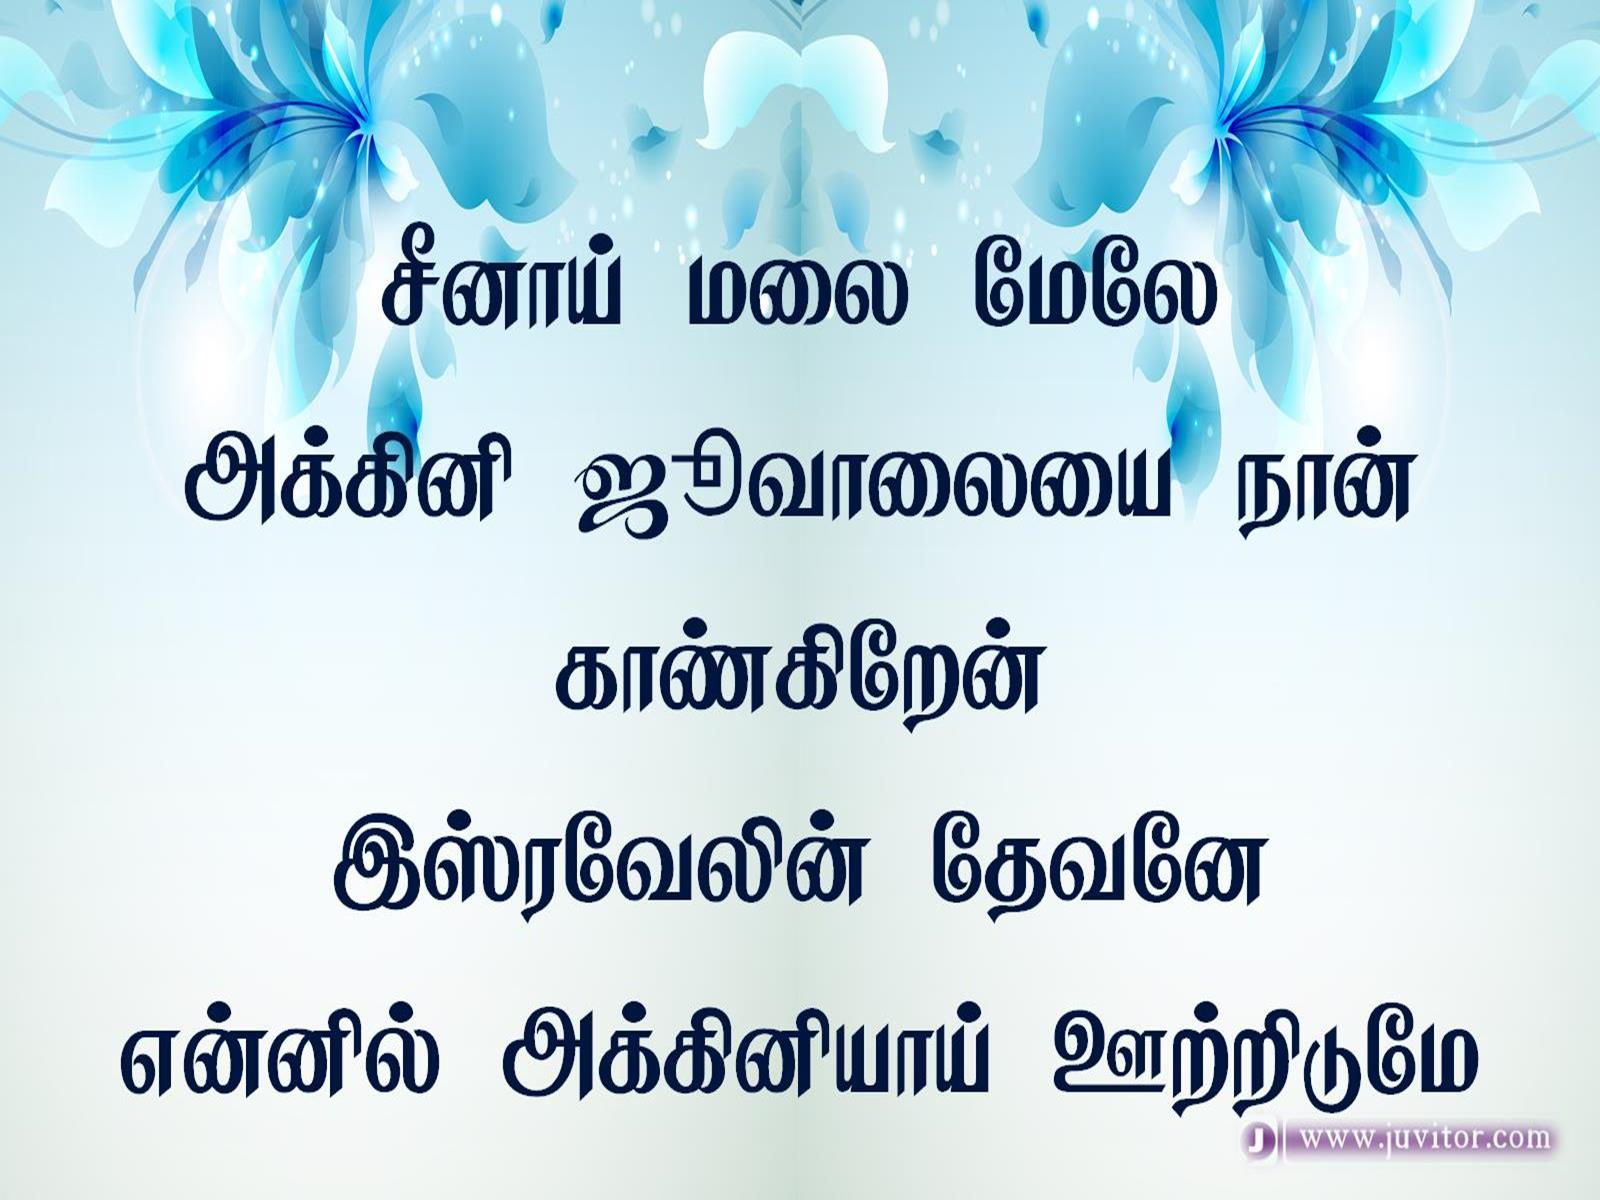 சீனாய் மலை மேலே
அக்கினி ஜூவாலையை நான்
காண்கிறேன்
இஸ்ரவேலின் தேவனே
என்னில் அக்கினியாய் ஊற்றிடுமே
J www.juvitor.com